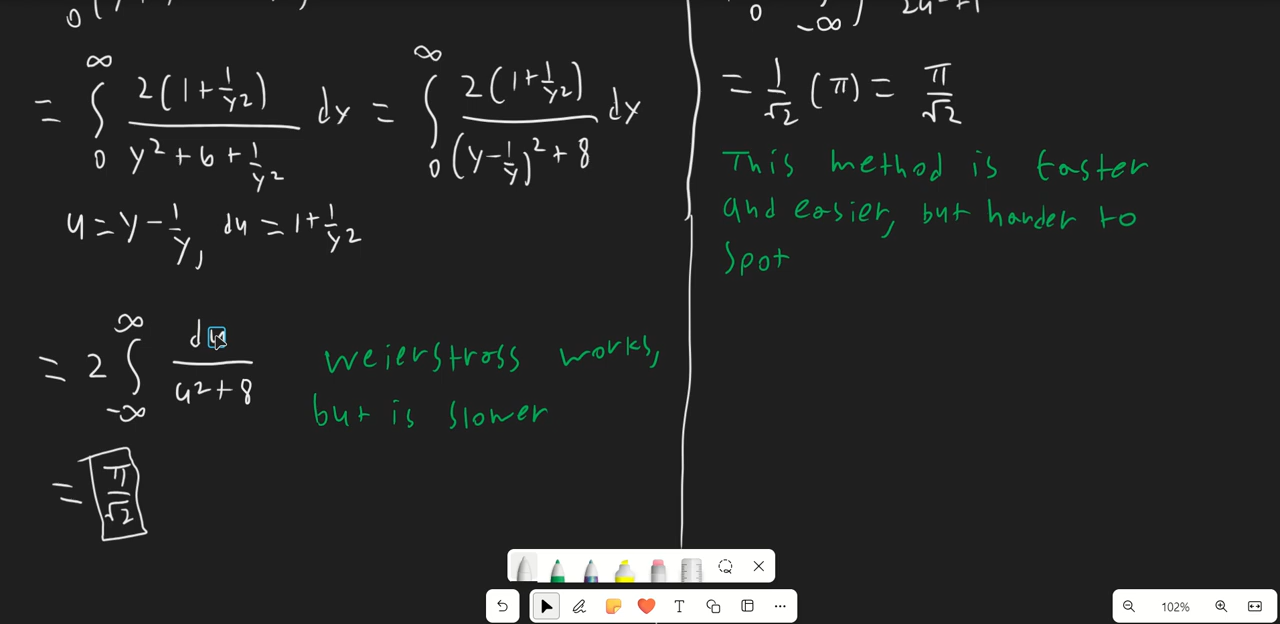 = ∫₀^∞ 2(1+1/y²) / (y²+6+1/y²) dy = ∫₀^∞ 2(1+1/y²) / ((y-1/y)²+8) dy
u = y - 1/y, du = 1+1/y²
= 2 ∫_{-∞}^{∞} du / (u²+8)
weierstrass works,
but is slower
= π/√2
= 1/√2 (π) = π/√2
This method is faster
and easier, but harder to
spot
102%